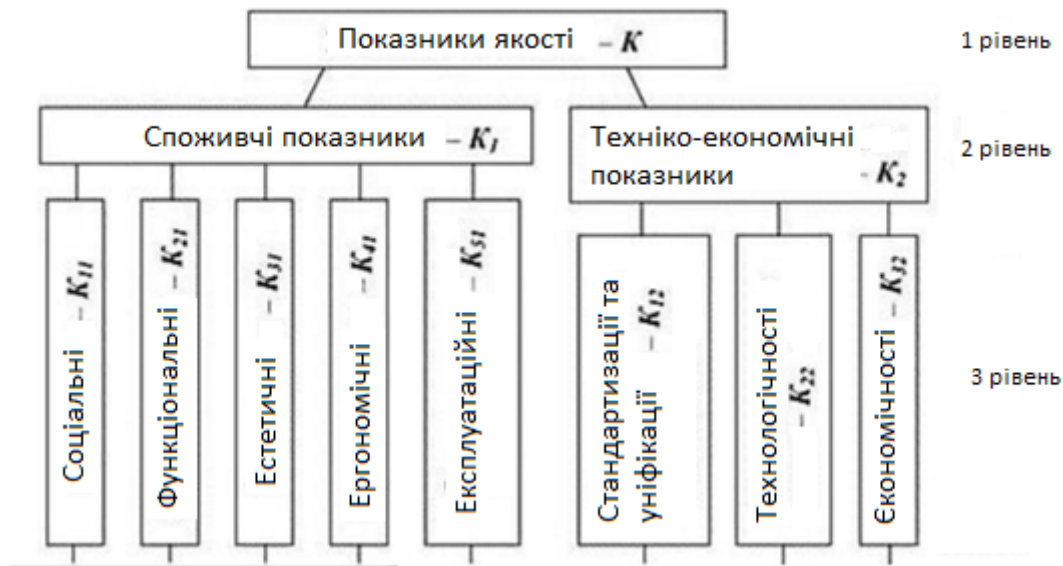 Показники якості – K
1 рівень
Споживчі показники – K1
Техніко-економічні
показники - K2
2 рівень
Соціальні – K11
Функціональні – K21
Естетичні – K31
Ергономічні – K41
Експлуатаційні – K51
Стандартизації та
уніфікації – K12
Технологічності
– K22
Єкономічності – K32
3 рівень